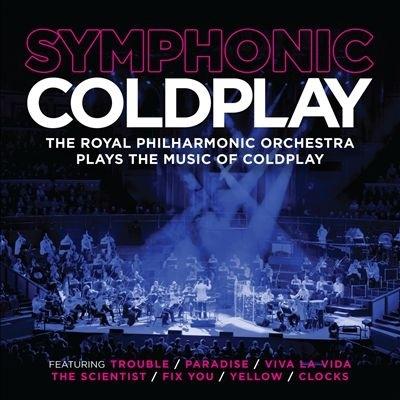 SYMPHONIC
COLDPLAY
THE ROYAL PHILHARMONIC ORCHESTRA
PLAYS THE MUSIC OF COLDPLAY
FEATURING TROUBLE / PARADISE / VIVA LA VIDA
THE SCIENTIST / FIX YOU / YELLOW / CLOCKS